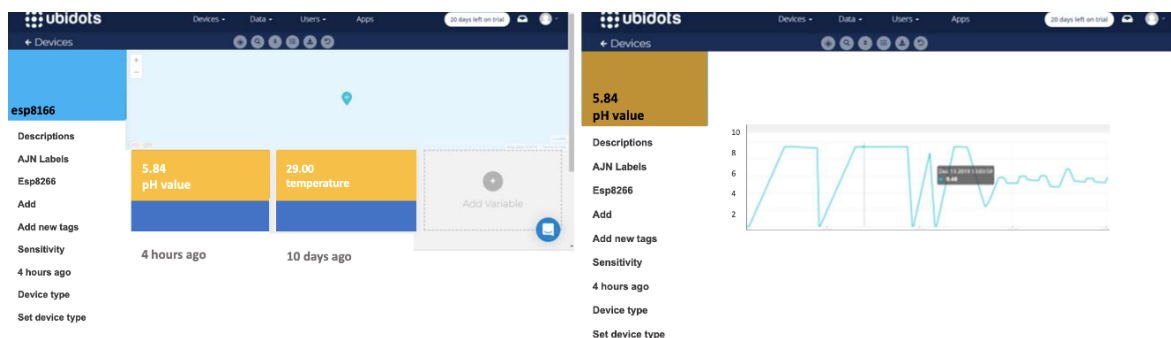 ubidots
Devices
Data
Users
Apps
20 days left on trial
← Devices
esp8166
Descriptions
AJN Labels
Esp8266
Add
Add new tags
Sensitivity
4 hours ago
Device type
Set device type
+
−
5.84
pH value
29.00
temperature
+
Add Variable
4 hours ago
10 days ago
ubidots
Devices
Data
Users
Apps
20 days left on trial
← Devices
5.84
pH value
Descriptions
AJN Labels
Esp8266
Add
Add new tags
Sensitivity
4 hours ago
Device type
Set device type
10
8
6
4
2